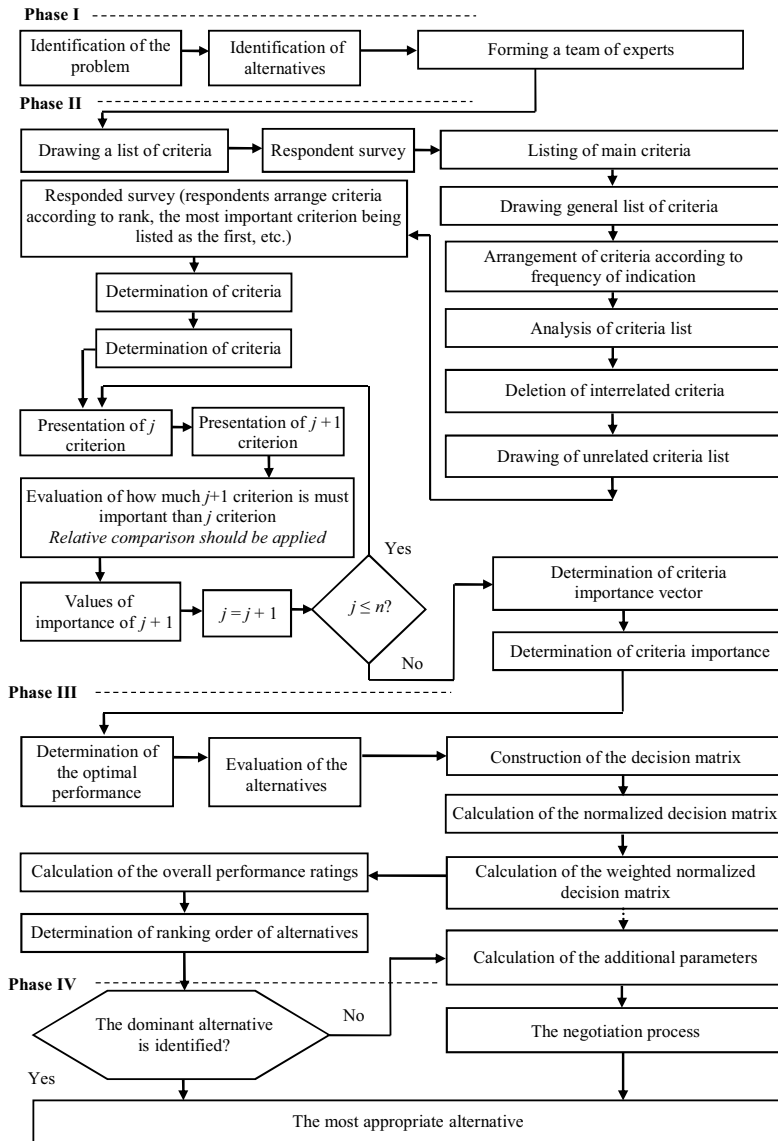 Phase I
Identification of the
problem
Identification of
alternatives
Forming a team of experts
Phase II
Drawing a list of criteria
Respondent survey
Listing of main criteria
Responded survey (respondents arrange criteria
according to rank, the most important criterion being
listed as the first, etc.)
Drawing general list of criteria
Arrangement of criteria according to
frequency of indication
Determination of criteria
Analysis of criteria list
Determination of criteria
Deletion of interrelated criteria
Presentation of j
criterion
Presentation of j +1
criterion
Drawing of unrelated criteria list
Evaluation of how much j+1 criterion is must
important than j criterion
Relative comparison should be applied
Yes
Values of
importance of j + 1
j = j + 1
j ≤ n?
No
Determination of criteria
importance vector
Determination of criteria importance
Phase III
Determination of
the optimal
performance
Evaluation of the
alternatives
Construction of the decision matrix
Calculation of the normalized decision matrix
Calculation of the overall performance ratings
Calculation of the weighted normalized
decision matrix
Determination of ranking order of alternatives
Calculation of the additional parameters
Phase IV
The dominant alternative
is identified?
No
The negotiation process
Yes
The most appropriate alternative